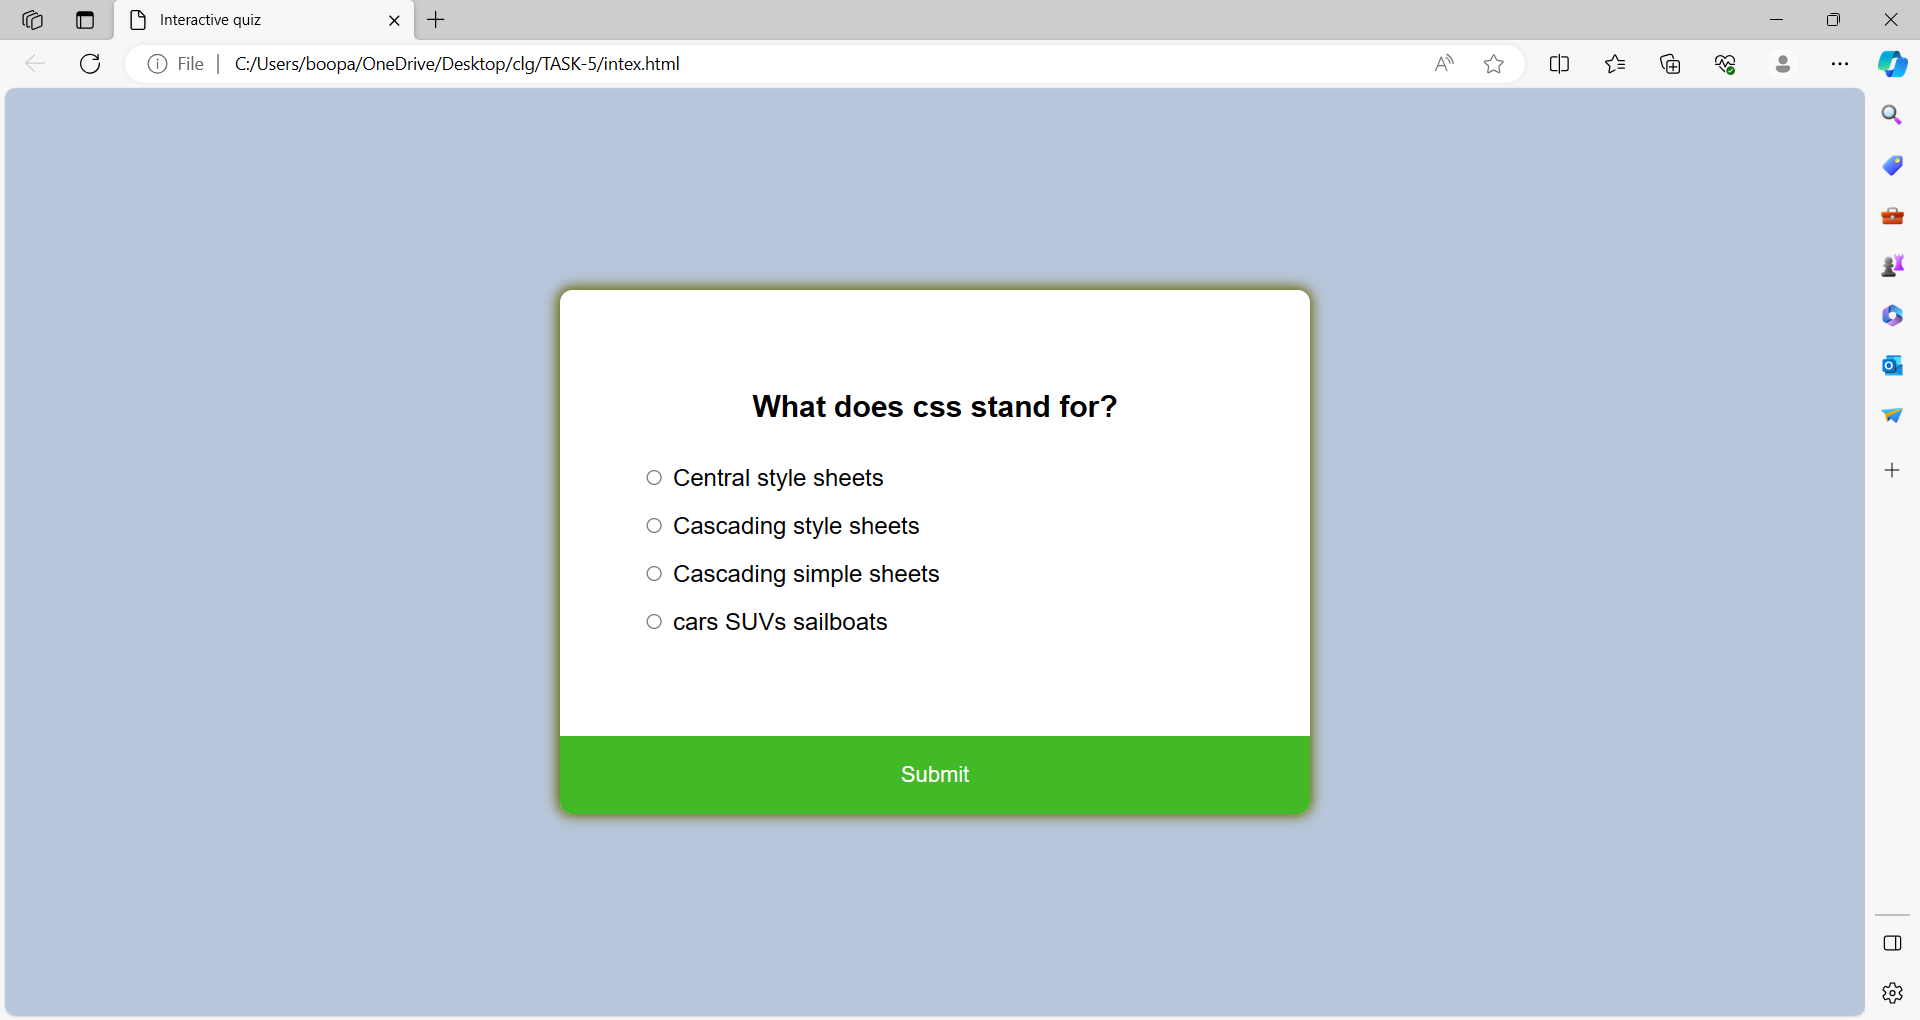 Interactive quiz
File C:/Users/boopa/OneDrive/Desktop/clg/TASK-5/intex.html
What does css stand for?
Central style sheets
Cascading style sheets
Cascading simple sheets
cars SUVs sailboats
Submit